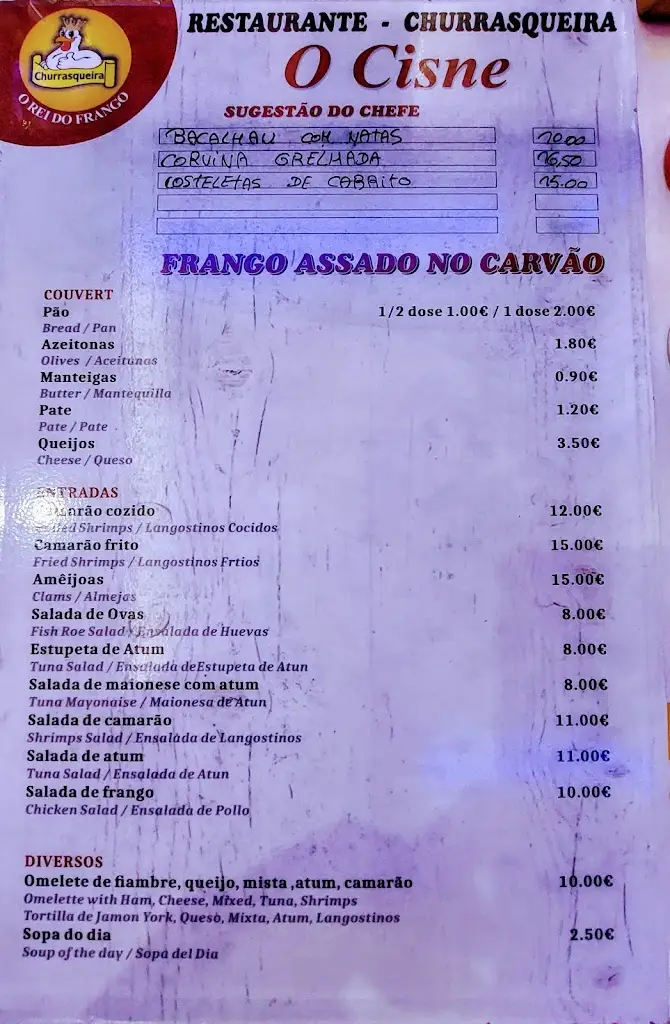 Churrasqueira
O REI DO FRANGO
RESTAURANTE - CHURRASQUEIRA
O Cisne
SUGESTÃO DO CHEFE
BACALHAU COM NATAS 10.00
CORVINA GRELHADA 16,50
COSTELETAS DE CABRITO 15.00
FRANGO ASSADO NO CARVÃO
COUVERT
Pão 1/2 dose 1.00€ / 1 dose 2.00€
Bread / Pan
Azeitonas 1.80€
Olives / Aceitunas
Manteigas 0.90€
Butter / Mantequilla
Pate 1.20€
Pate / Pate
Queijos 3.50€
Cheese / Queso
ENTRADAS
Camarão cozido 12.00€
Shrimps / Langostinos Cocidos
Camarão frito 15.00€
Fried Shrimps / Langostinos Frtios
Amêijoas 15.00€
Clams / Almejas
Salada de Ovas 8.00€
Fish Roe Salad / Ensalada de Huevas
Estupeta de Atum 8.00€
Tuna Salad / Ensalada deEstupeta de Atun
Salada de maionese com atum 8.00€
Tuna Mayonaise / Maionesa de Atun
Salada de camarão 11.00€
Shrimps Salad / Ensalada de Langostinos
Salada de atum 11.00€
Tuna Salad / Ensalada de Atun
Salada de frango 10.00€
Chicken Salad / Ensalada de Pollo
DIVERSOS
Omelete de fiambre, queijo, mista ,atum, camarão 10.00€
Omelette with Ham, Cheese, Mixed, Tuna, Shrimps
Tortilla de Jamon York, Queso, Mixta, Atum, Langostinos
Sopa do dia 2.50€
Soup of the day / Sopa del Dia